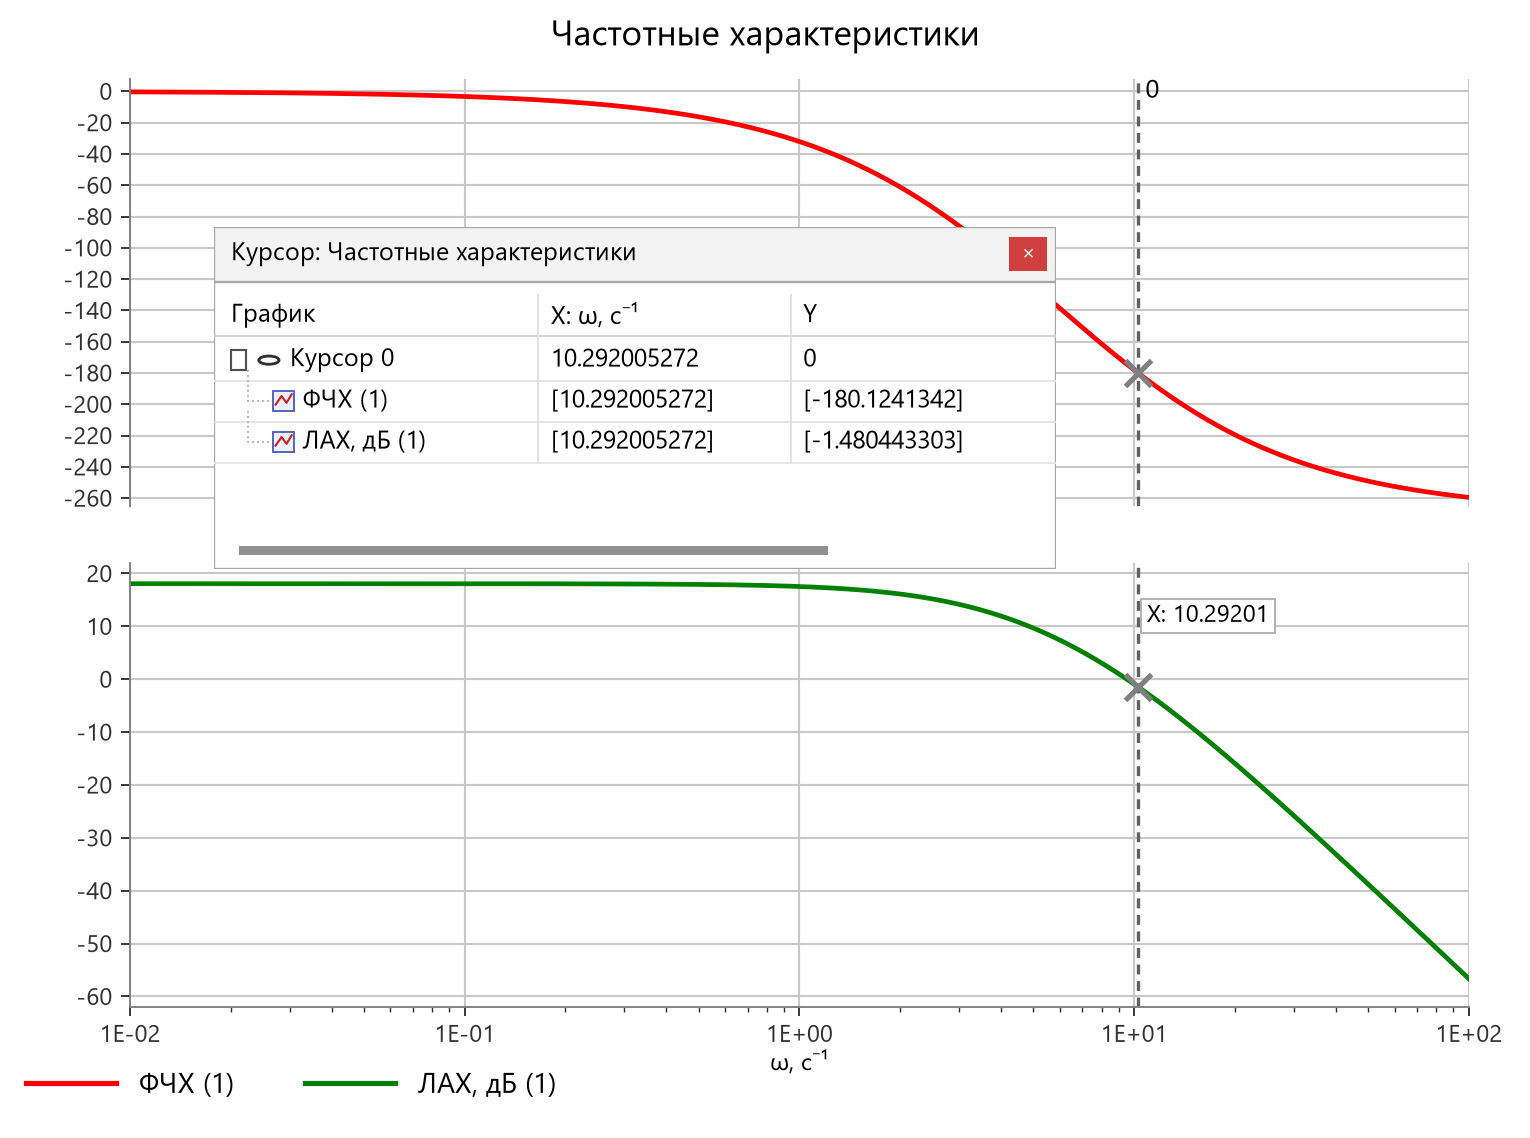 Частотные характеристики
0
-20
-40
-60
-80
-100
-120
-140
-160
-180
-200
-220
-240
-260
0
Курсор: Частотные характеристики
×
График X: ω, с⁻¹ Y
Курсор 0 10.292005272 0
ФЧХ (1) [10.292005272] [-180.1241342]
ЛАХ, дБ (1) [10.292005272] [-1.480443303]
20
10
0
-10
-20
-30
-40
-50
-60
X: 10.29201
1E-02 1E-01 1E+00 1E+01 1E+02
ω, с⁻¹
ФЧХ (1) ЛАХ, дБ (1)